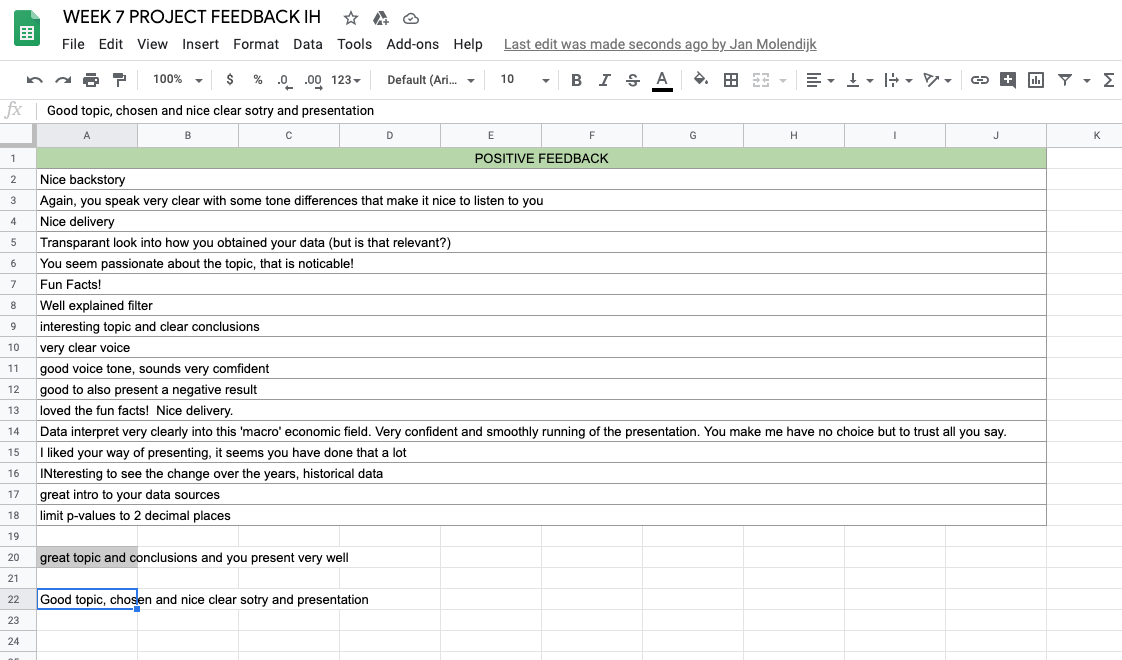 WEEK 7 PROJECT FEEDBACK IH
File Edit View Insert Format Data Tools Add-ons Help Last edit was made seconds ago by Jan Molendijk
100% $ % .0 .00 123 Default (Ari... 10 B I S A Σ
fx Good topic, chosen and nice clear sotry and presentation
A B C D E F G H I J K
1 POSITIVE FEEDBACK
2 Nice backstory
3 Again, you speak very clear with some tone differences that make it nice to listen to you
4 Nice delivery
5 Transparant look into how you obtained your data (but is that relevant?)
6 You seem passionate about the topic, that is noticable!
7 Fun Facts!
8 Well explained filter
9 interesting topic and clear conclusions
10 very clear voice
11 good voice tone, sounds very comfident
12 good to also present a negative result
13 loved the fun facts!  Nice delivery.
14 Data interpret very clearly into this 'macro' economic field. Very confident and smoothly running of the presentation. You make me have no choice but to trust all you say.
15 I liked your way of presenting, it seems you have done that a lot
16 INteresting to see the change over the years, historical data
17 great intro to your data sources
18 limit p-values to 2 decimal places
19
20 great topic and conclusions and you present very well
21
22 Good topic, chosen and nice clear sotry and presentation
23
24